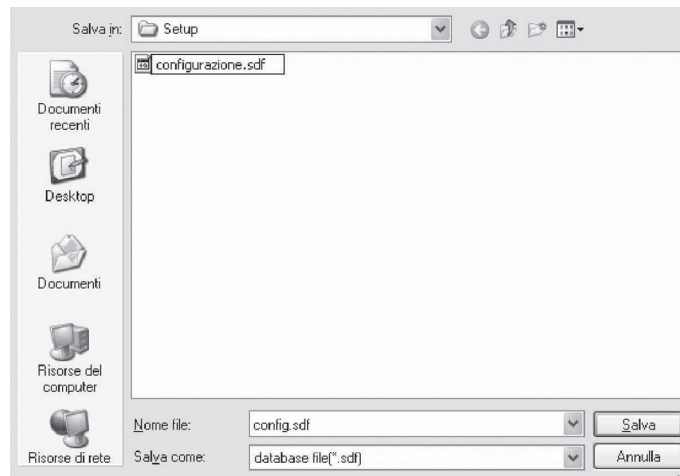 Salva in:
Setup
configurazione.sdf
Documenti
recenti
Desktop
Documenti
Risorse del
computer
Risorse di rete
Nome file:
config.sdf
Salva
Salva come:
database file(*.sdf)
Annulla